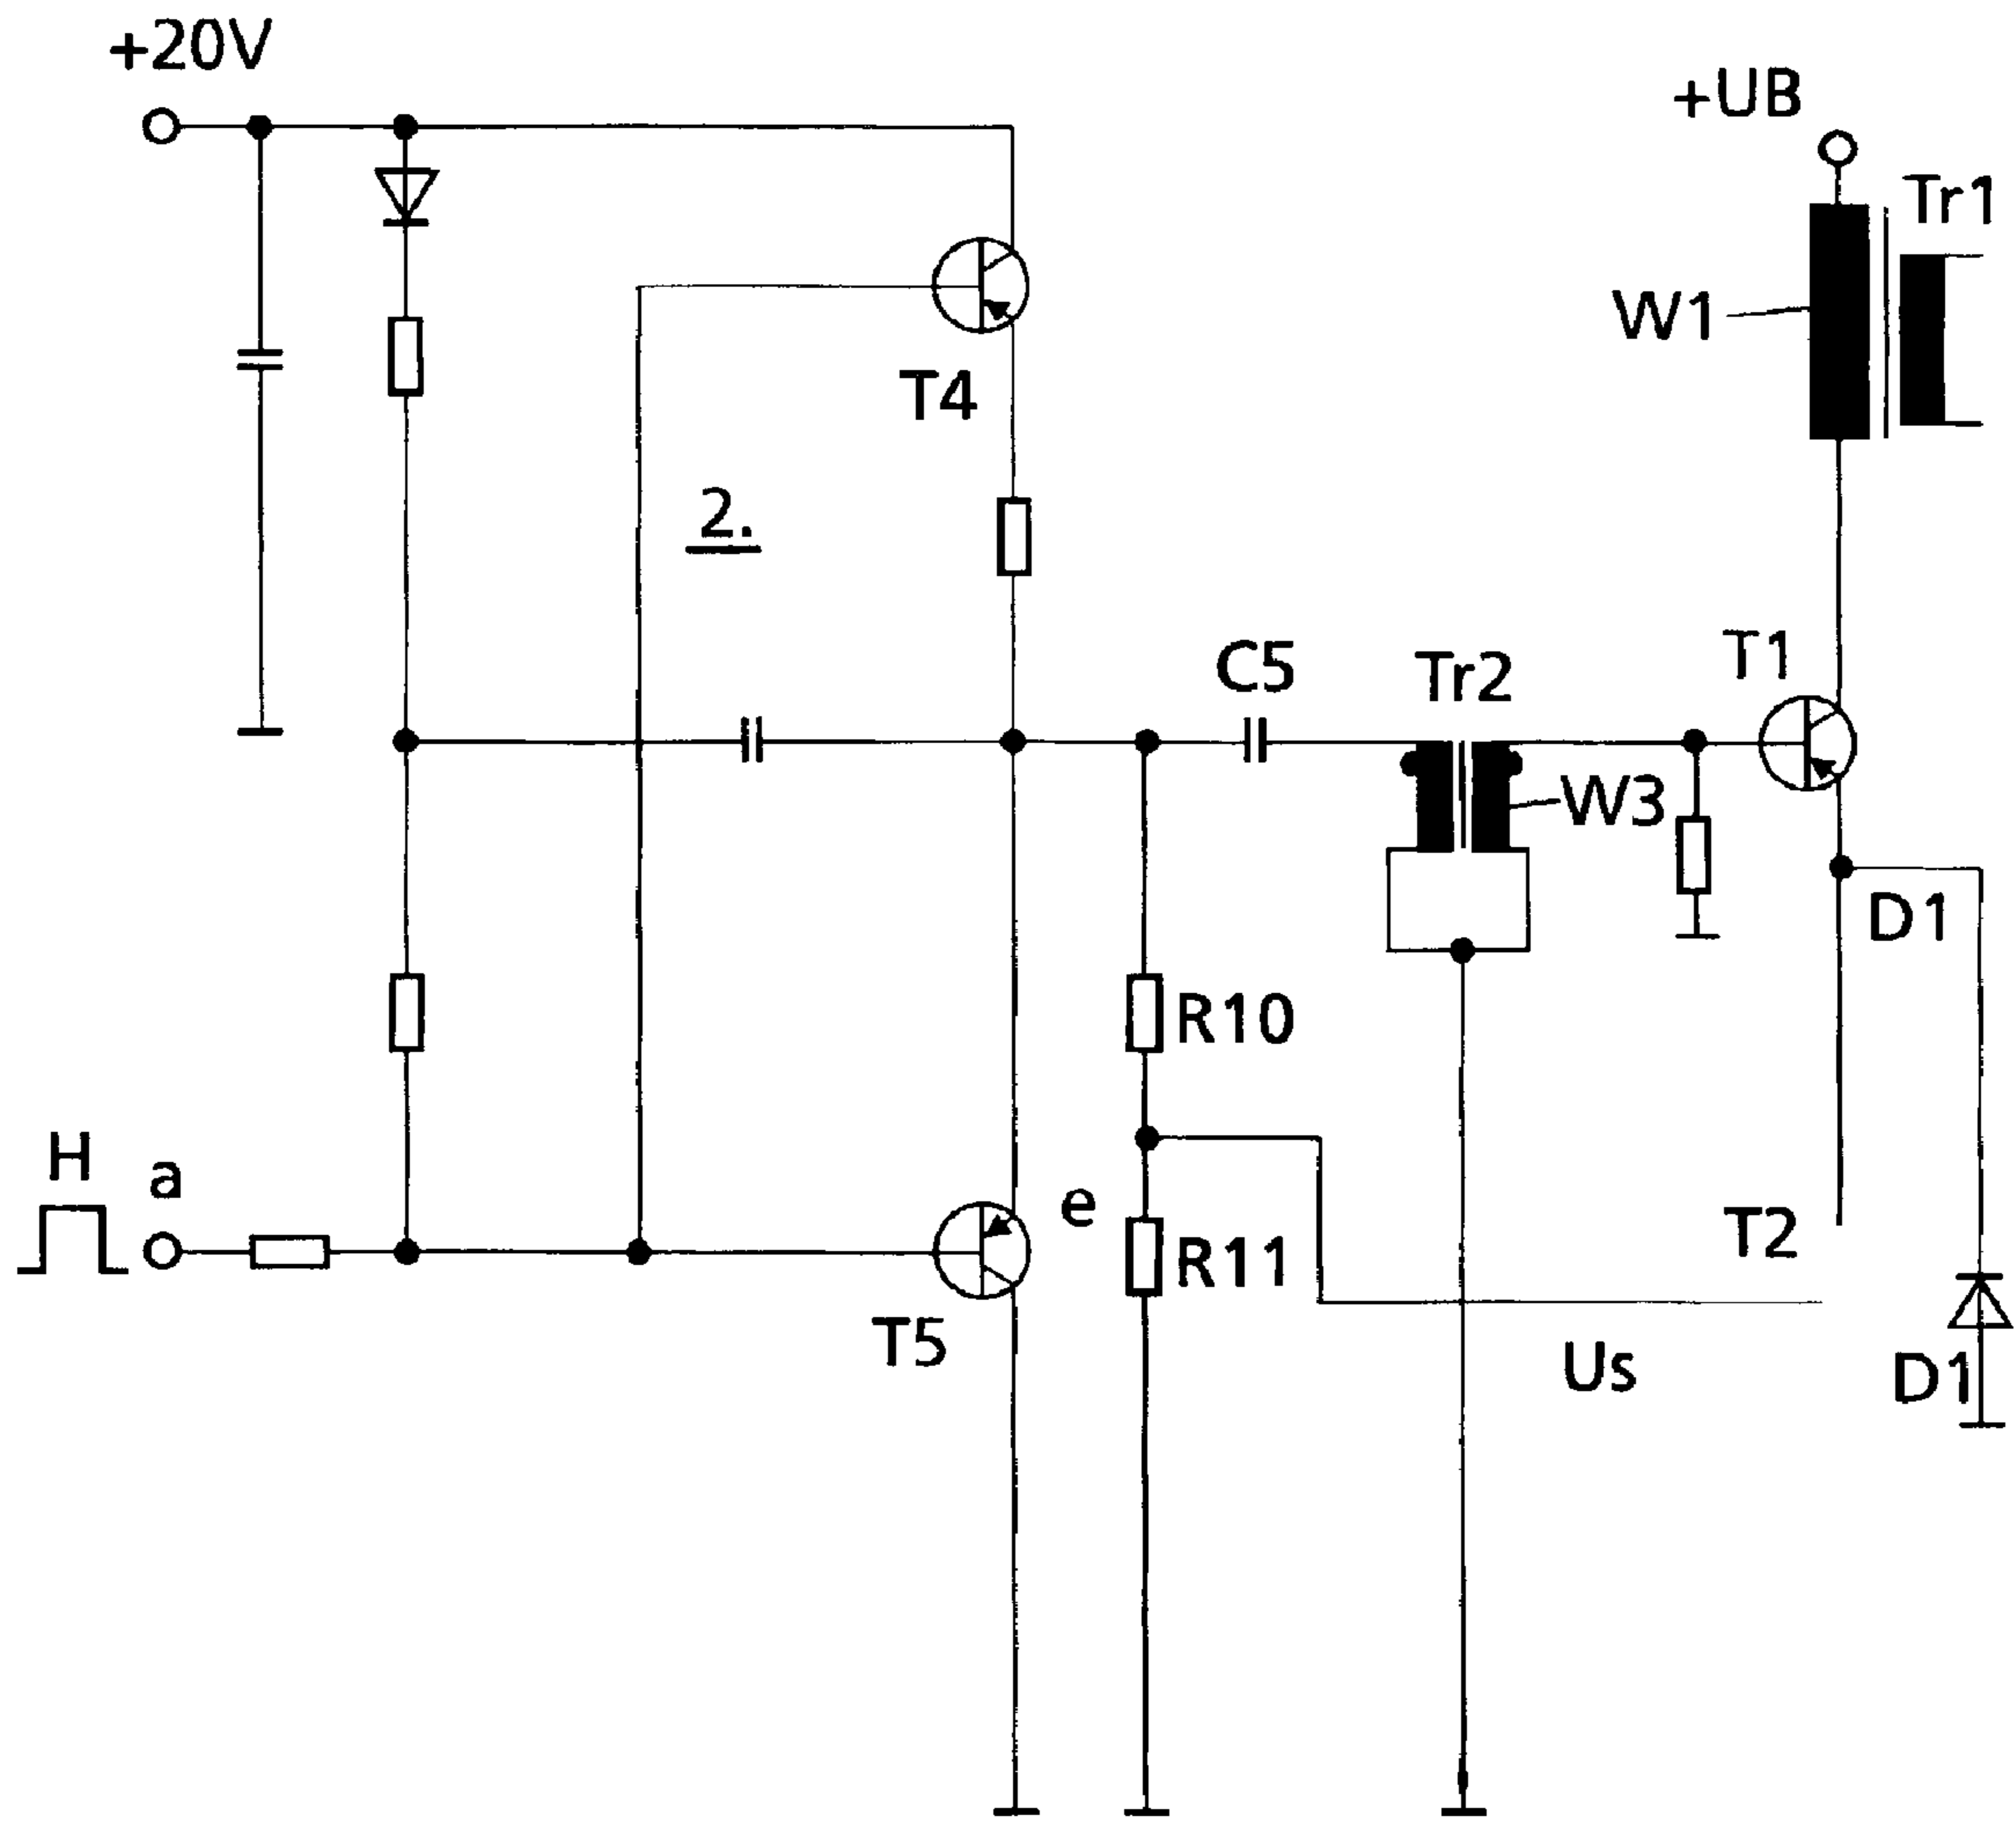 +20V
+UB
Tr1
W1
T4
2.
C5
Tr2
T1
W3
D1
R10
H
a
e
T2
R11
T5
Us
D1